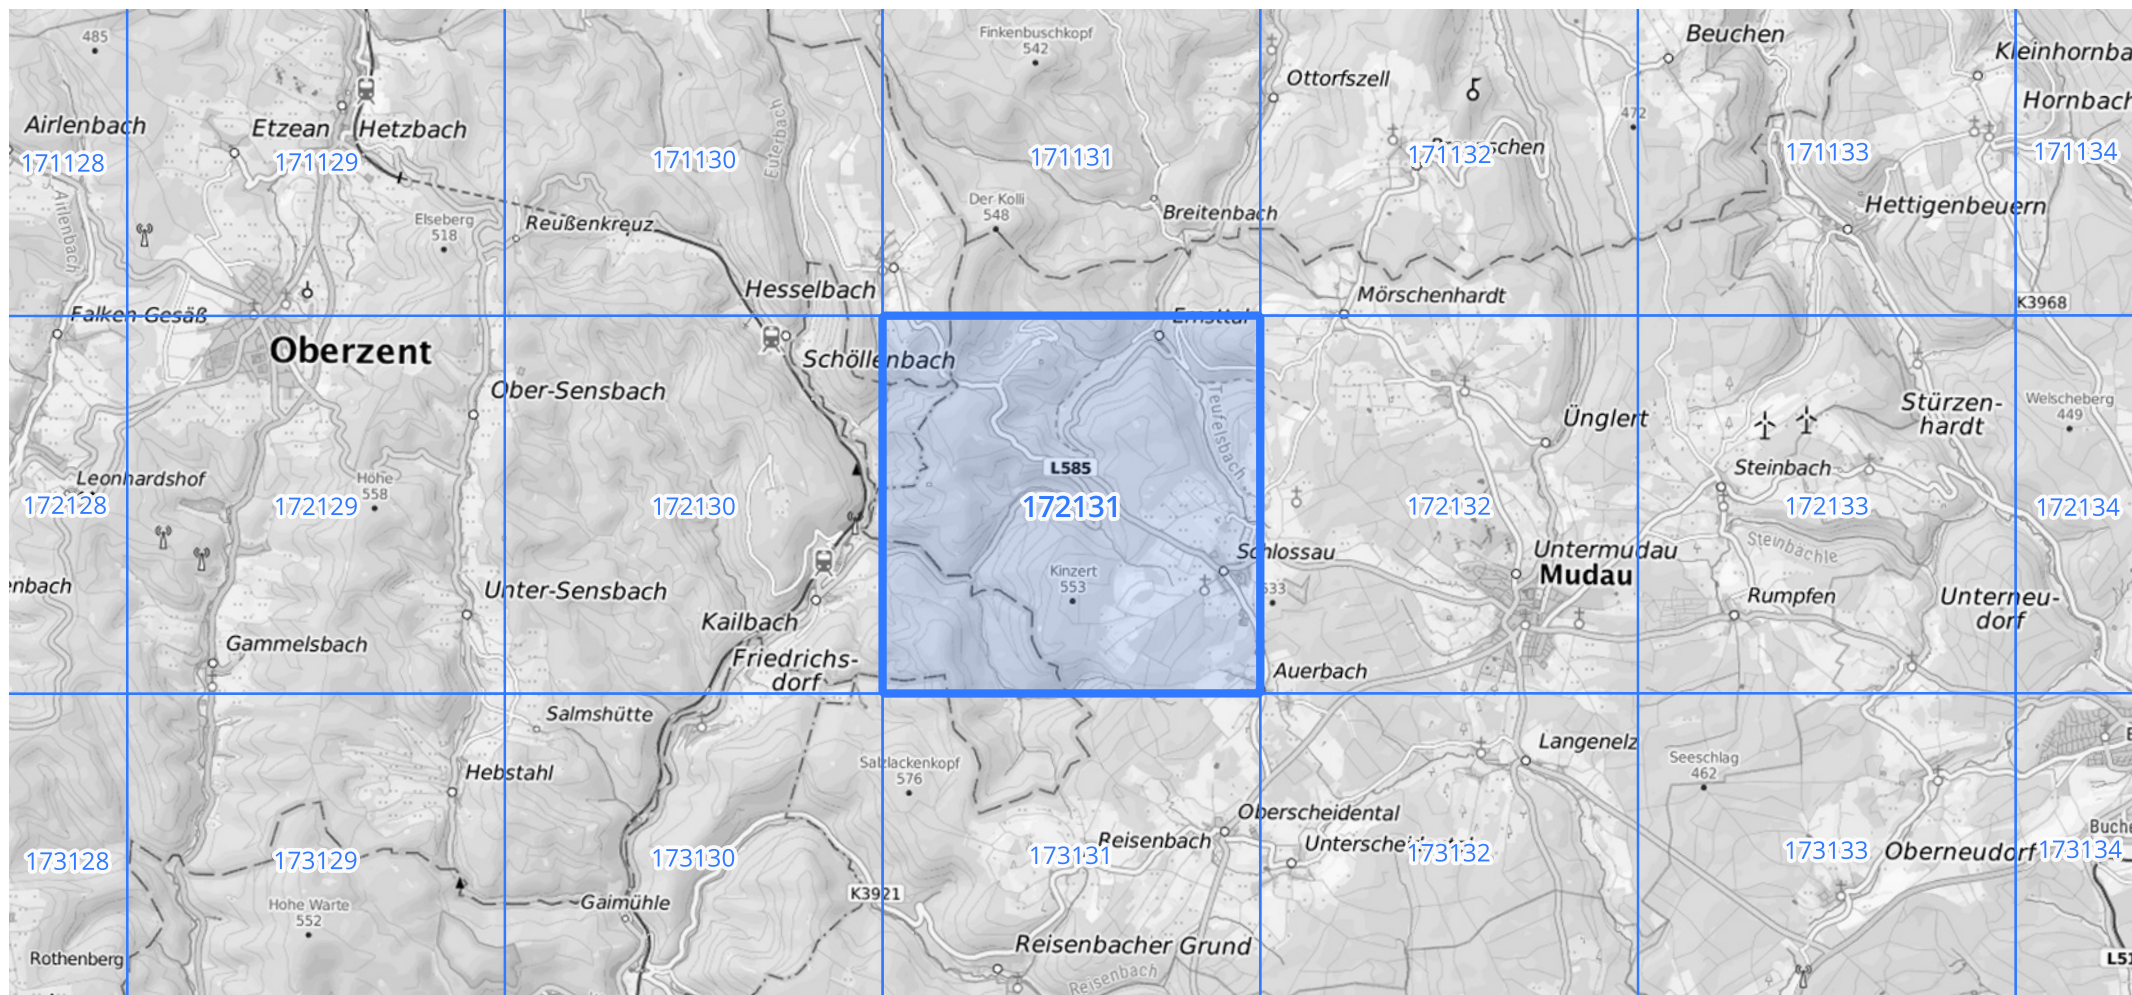 485
Finkenbuschkopf
542
Beuchen
Kleinhornba
Ottorfszell
Hornbach
Airlenbach
Etzean
Hetzbach
Euterbach
472
171128
171129
171130
171131
171132
171133
171134
Airlenbach
Elseberg
518
Reußenkreuz
Der Kolli
548
Breitenbach
Hettigenbeuern
Hesselbach
Mörschenhardt
K3968
Falken-Gesäß
Ernsttal
Oberzent
Schöllenbach
Ober-Sensbach
Teufelsbach
Ünglert
Stürzen-
hardt
Welscheberg
449
L585
Steinbach
Leonhardshof
Höhe
558
172128
172129
172130
172131
172132
172133
172134
Schlossau
Untermudau
Mudau
Steinbächle
enbach
Unter-Sensbach
Kinzert
553
533
Rumpfen
Unterneu-
dorf
Kailbach
Gammelsbach
Friedrichs-
dorf
Auerbach
Salmshütte
Langenelz
Salzlackenkopf
576
Seeschlag
462
Hebstahl
Oberscheidental
Reisenbach
Buche
173128
173129
173130
173131
173132
173133
Oberneudorf
173134
K3921
Hohe Warte
552
Gaimühle
Reisenbacher Grund
Rothenberg
Reisenbach
L51